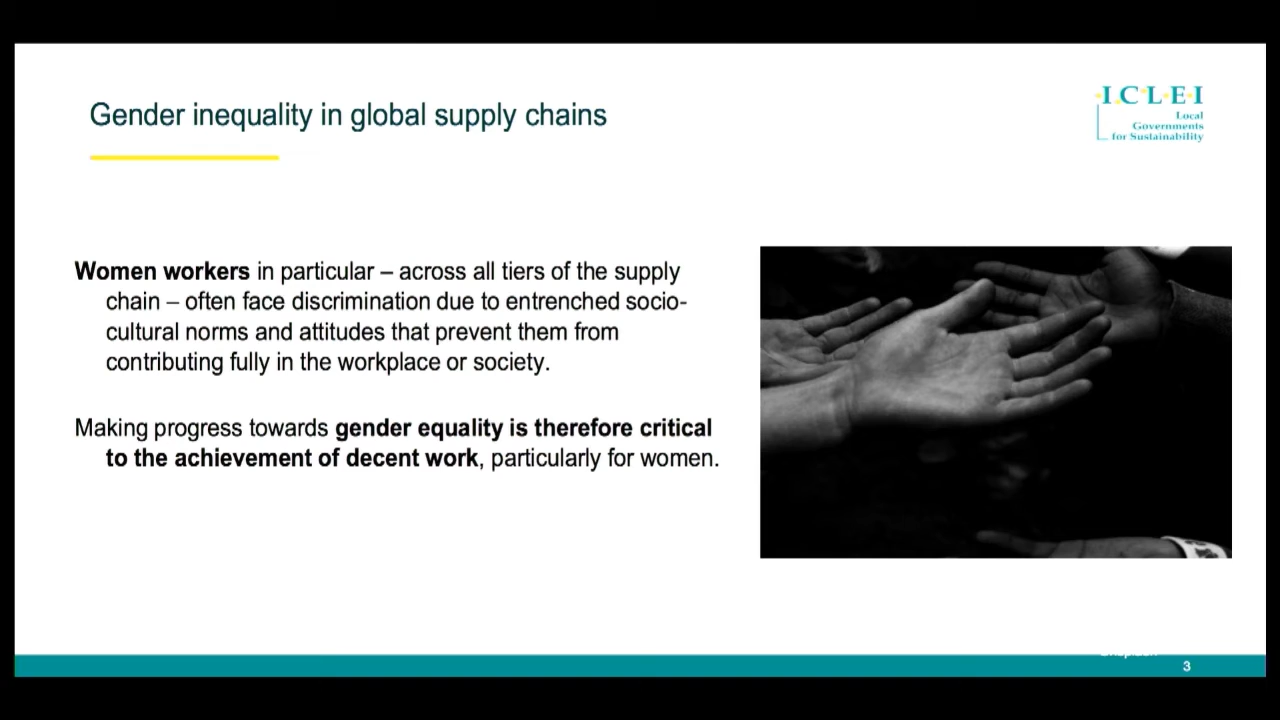 Gender inequality in global supply chains
I.C.L.E.I
Local
Governments
for Sustainability
Women workers in particular – across all tiers of the supply
chain – often face discrimination due to entrenched socio-
cultural norms and attitudes that prevent them from
contributing fully in the workplace or society.
Making progress towards gender equality is therefore critical
to the achievement of decent work, particularly for women.
3